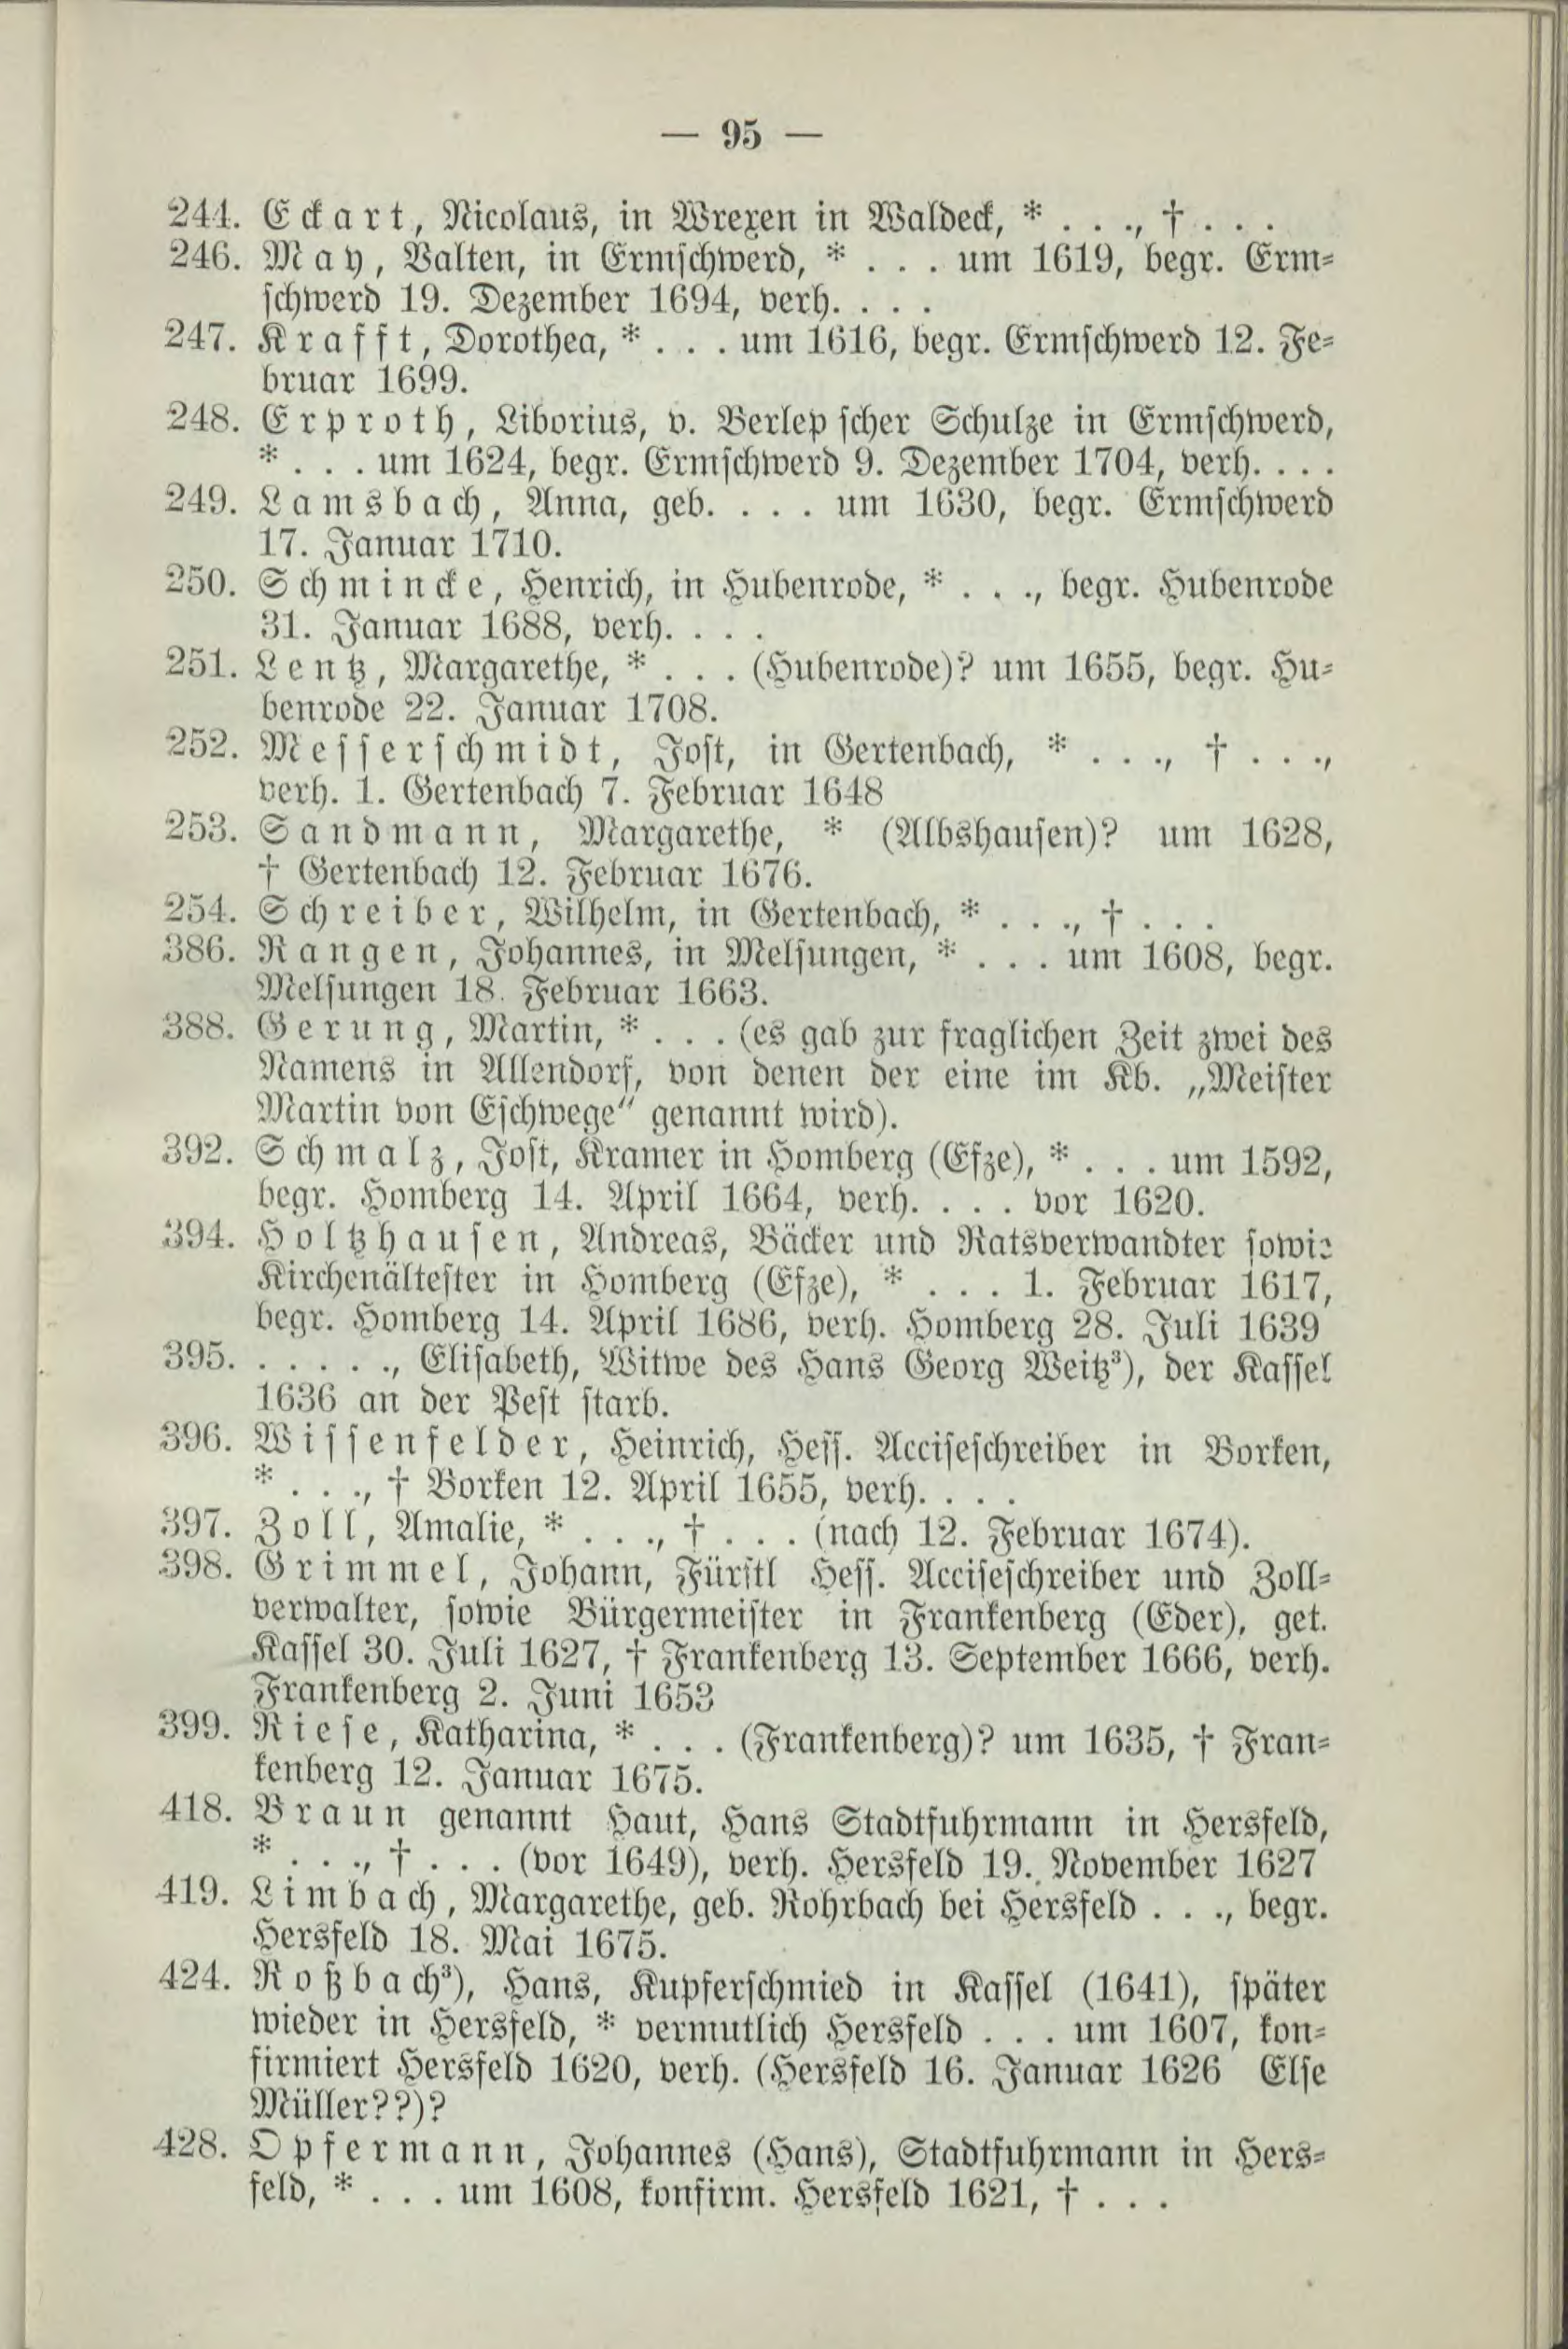 — 95 —
244. Eckart, Nicolaus, in Wrexen in Waldeck, * . . ., † . . .
246. May, Valten, in Ermschwerd, * . . . um 1619, begr. Erm-
schwerd 19. Dezember 1694, verh. . . .
247. Krafft, Dorothea, * . . . um 1616, begr. Ermschwerd 12. Fe-
bruar 1699.
248. Erproth, Liborius, v. Berlep scher Schulze in Ermschwerd,
* . . . um 1624, begr. Ermschwerd 9. Dezember 1704, verh. . . .
249. Lamsbach, Anna, geb. . . . um 1630, begr. Ermschwerd
17. Januar 1710.
250. Schmincke, Henrich, in Hubenrode, * . . ., begr. Hubenrode
31. Januar 1688, verh. . . .
251. Lentz, Margarethe, * . . . (Hubenrode)? um 1655, begr. Hu-
benrode 22. Januar 1708.
252. Messerschmidt, Jost, in Gertenbach, * . . ., † . . .,
verh. 1. Gertenbach 7. Februar 1648
253. Sandmann, Margarethe, * (Albshausen)? um 1628,
† Gertenbach 12. Februar 1676.
254. Schreiber, Wilhelm, in Gertenbach, * . . ., † . . .
386. Rangen, Johannes, in Melsungen, * . . . um 1608, begr.
Melsungen 18. Februar 1663.
388. Gerung, Martin, * . . . (es gab zur fraglichen Zeit zwei des
Namens in Allendorf, von denen der eine im Kb. „Meister
Martin von Eschwege“ genannt wird).
392. Schmalz, Jost, Kramer in Homberg (Efze), * . . . um 1592,
begr. Homberg 14. April 1664, verh. . . . vor 1620.
394. Holtzhausen, Andreas, Bäcker und Ratsverwandter sowie
Kirchenältester in Homberg (Efze), * . . . 1. Februar 1617,
begr. Homberg 14. April 1686, verh. Homberg 28. Juli 1639
395. . . . . ., Elisabeth, Witwe des Hans Georg Weitz³), der Kassel
1636 an der Pest starb.
396. Wissenfelder, Heinrich, Hess. Acciseschreiber in Borken,
* . . ., † Borken 12. April 1655, verh. . . .
397. Zoll, Amalie, * . . ., † . . . (nach 12. Februar 1674).
398. Grimmel, Johann, Fürstl Hess. Acciseschreiber und Zoll-
verwalter, sowie Bürgermeister in Frankenberg (Eder), get.
Kassel 30. Juli 1627, † Frankenberg 13. September 1666, verh.
Frankenberg 2. Juni 1653
399. Riese, Katharina, * . . . (Frankenberg)? um 1635, † Fran-
kenberg 12. Januar 1675.
418. Braun genannt Haut, Hans Stadtfuhrmann in Hersfeld,
* . . ., † . . . (vor 1649), verh. Hersfeld 19. November 1627
419. Limbach, Margarethe, geb. Rohrbach bei Hersfeld . . ., begr.
Hersfeld 18. Mai 1675.
424. Roßbach³), Hans, Kupferschmied in Kassel (1641), später
wieder in Hersfeld, * vermutlich Hersfeld . . . um 1607, kon-
firmiert Hersfeld 1620, verh. (Hersfeld 16. Januar 1626 Else
Müller??)?
428. Opfermann, Johannes (Hans), Stadtfuhrmann in Hers-
feld, * . . . um 1608, konfirm. Hersfeld 1621, † . . .